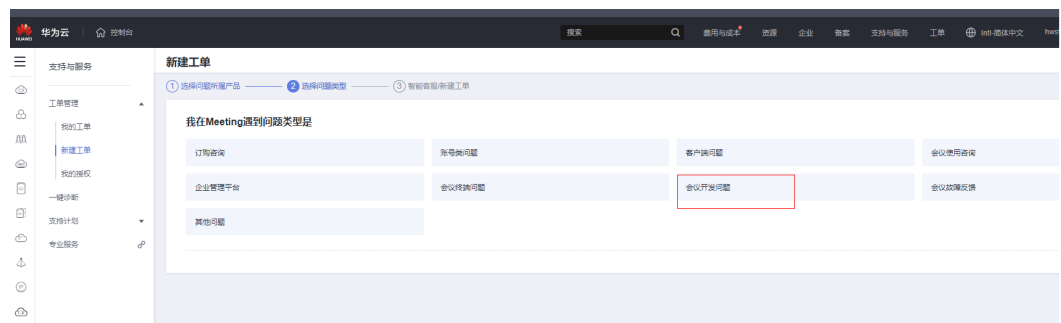 HUAWEI 华为云 控制台 搜索 费用与成本 资源 企业 备案 支持与服务 工单 Intl-简体中文 hws
支持与服务
工单管理
我的工单
新建工单
我的授权
一键诊断
支持计划
专业服务
新建工单
1 选择问题所属产品 2 选择问题类型 3 智能客服/新建工单
我在Meeting遇到问题类型是
订购咨询 账号类问题 客户端问题 会议使用咨询
企业管理平台 会议终端问题 会议开发问题 会议故障反馈
其他问题